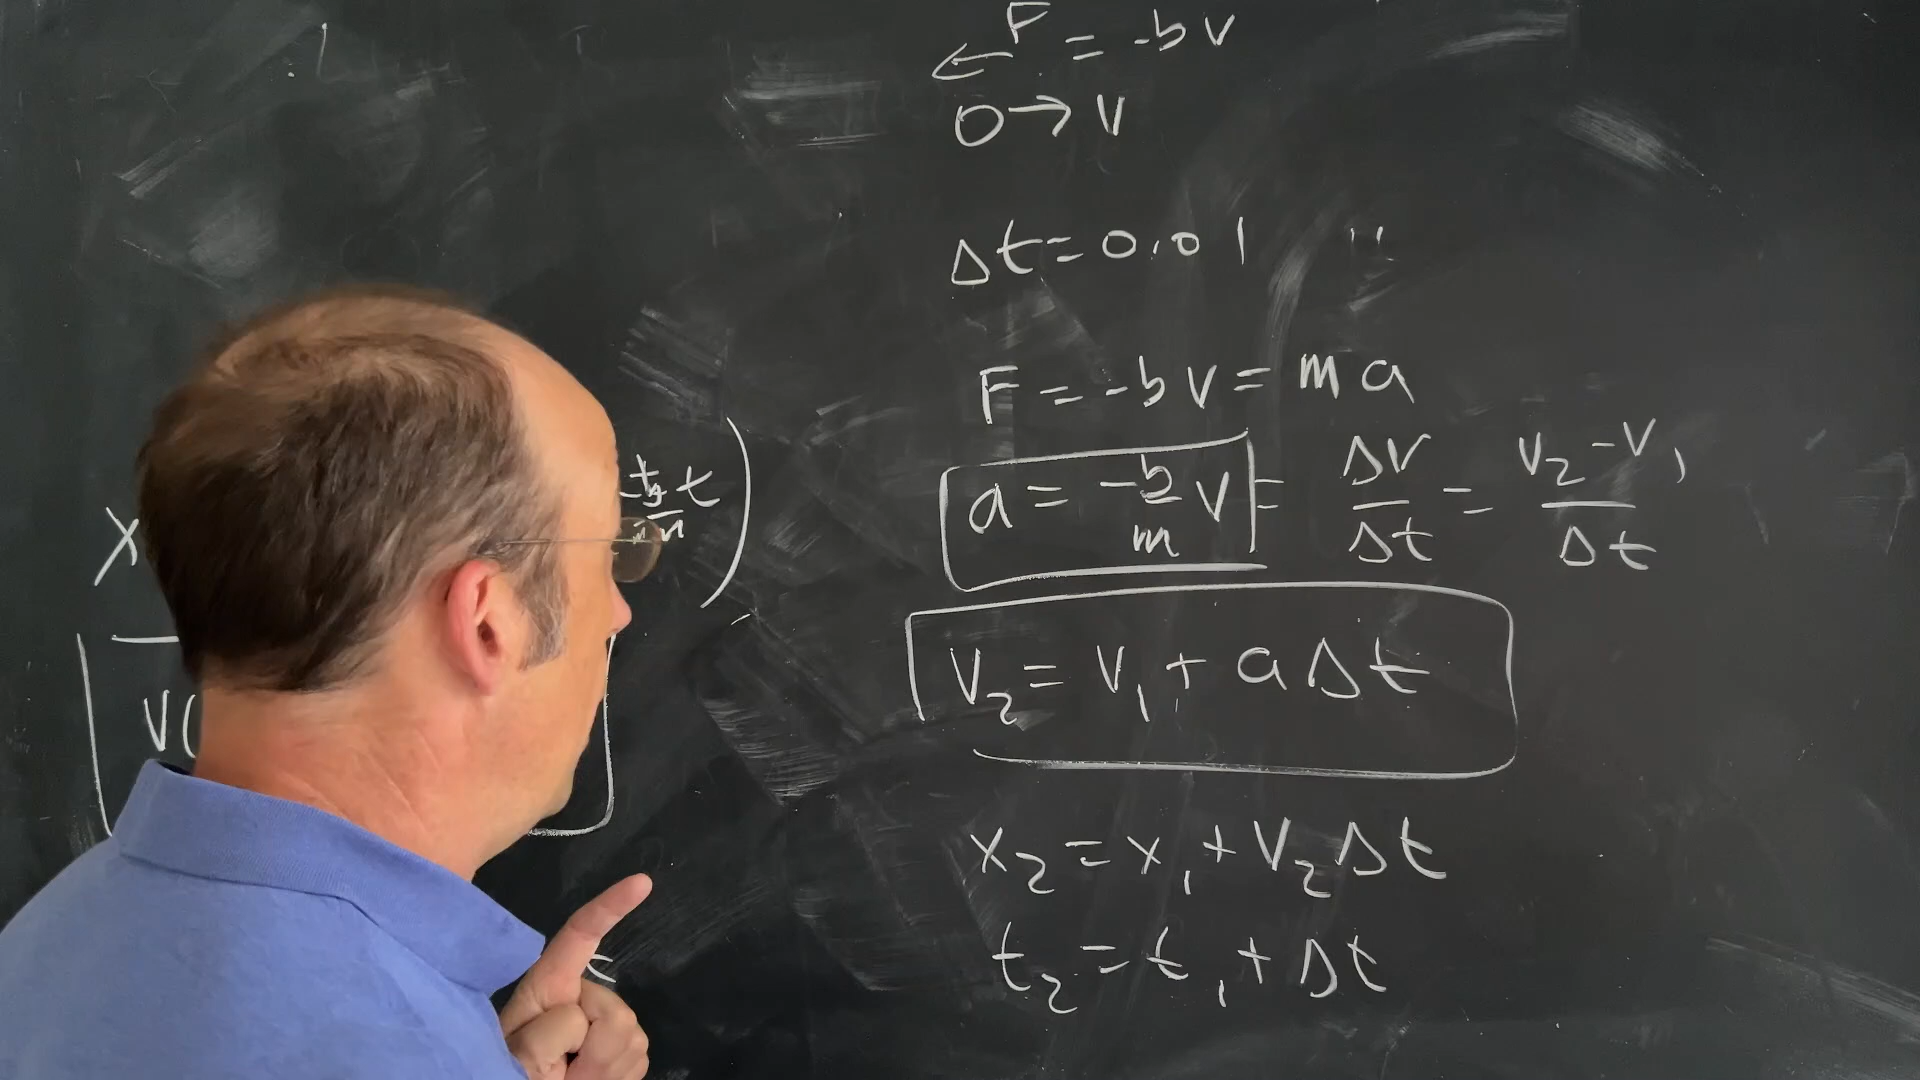 F = -bv
O → v
Δt = 0.01
F = -bv = ma
a = -b/m v = Δv/Δt = (v₂ - v₁)/Δt
v₂ = v₁ + aΔt
x₂ = x₁ + v₂Δt
t₂ = t₁ + Δt
x
t)
v(